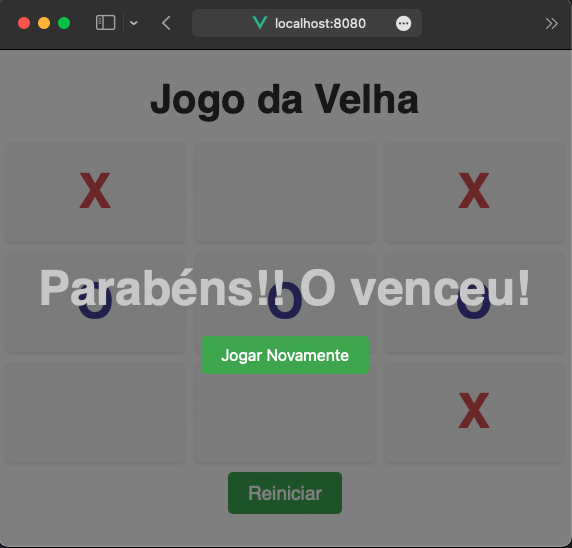 localhost:8080
Jogo da Velha
X X
Parabéns!! O venceu!
O O O
Jogar Novamente
X
Reiniciar